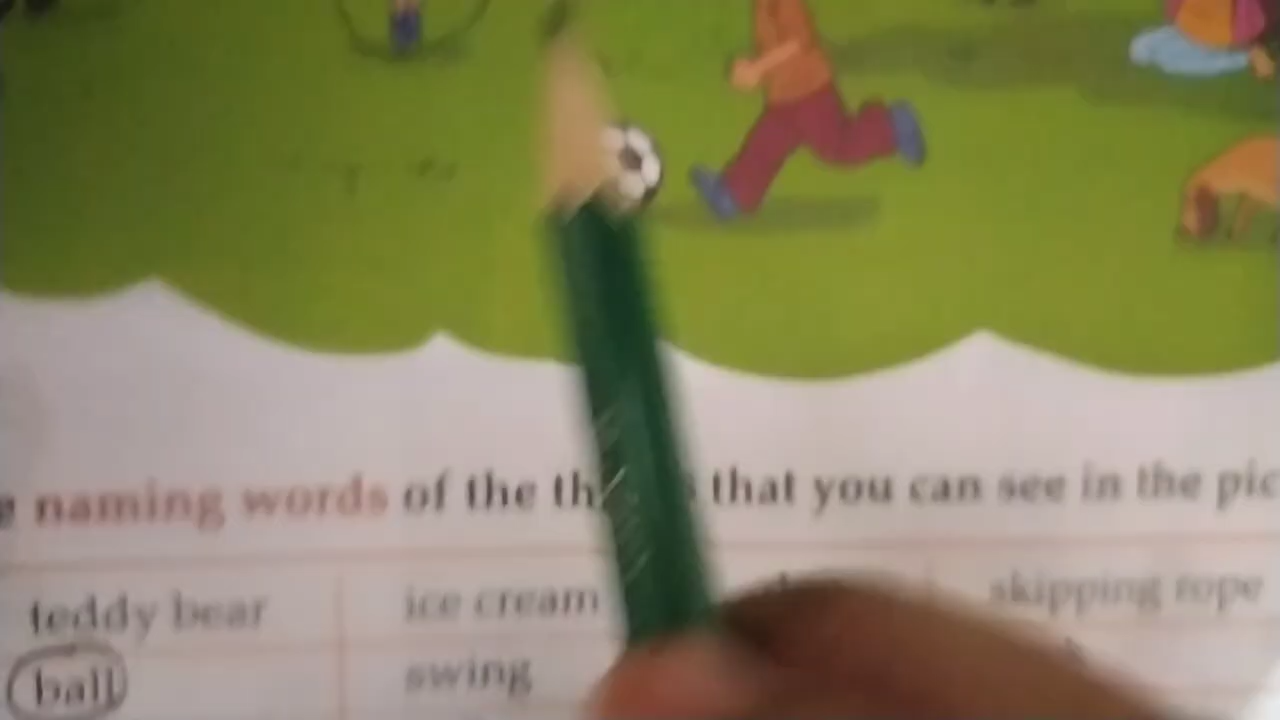 naming words of the that you can see in the pic
teddy bear ice cream skipping rope
ball swing